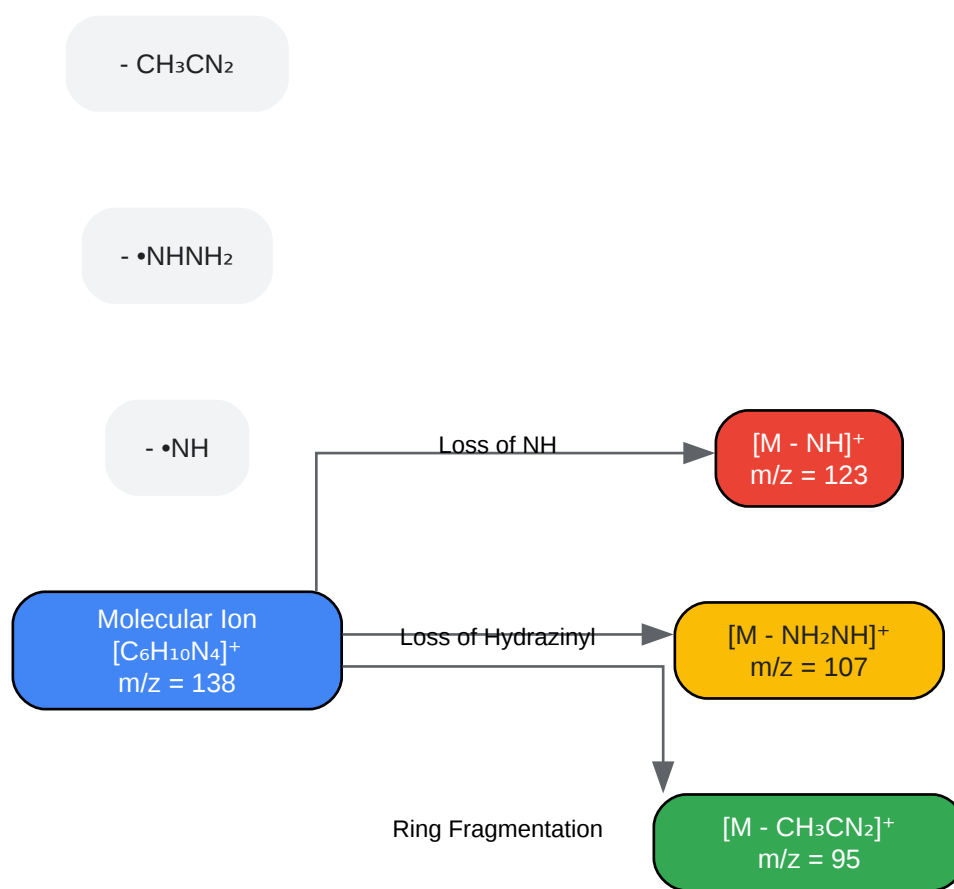 - CH₃CN₂
- •NHNH₂
- •NH
Loss of NH
[M - NH]⁺
m/z = 123
Molecular Ion
[C₆H₁₀N₄]⁺
m/z = 138
Loss of Hydrazinyl
[M - NH₂NH]⁺
m/z = 107
Ring Fragmentation
[M - CH₃CN₂]⁺
m/z = 95